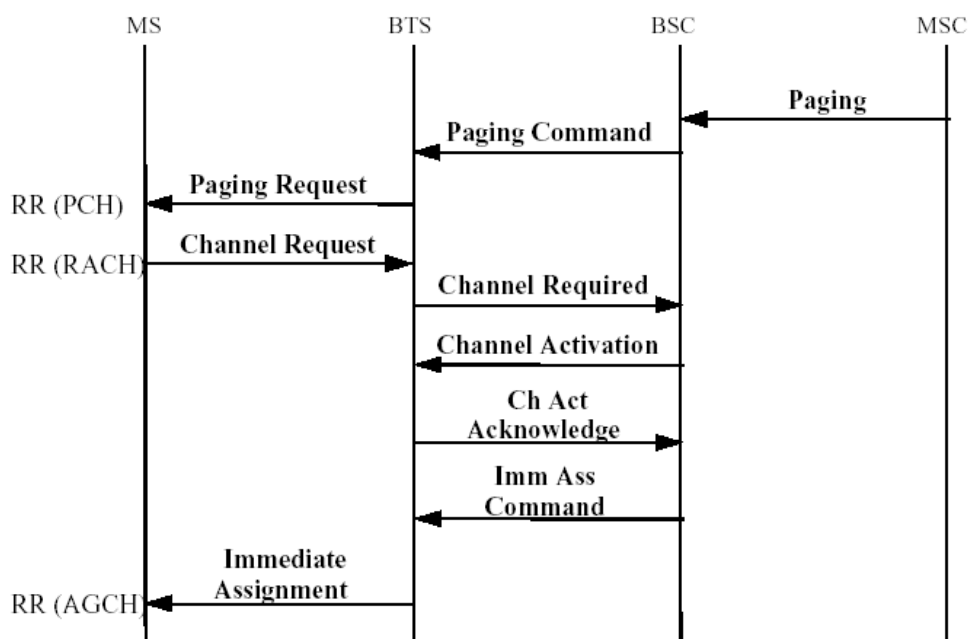 MS BTS BSC MSC
Paging
Paging Command
RR (PCH) Paging Request
RR (RACH) Channel Request
Channel Required
Channel Activation
Ch Act
Acknowledge
Imm Ass
Command
Immediate
Assignment
RR (AGCH)